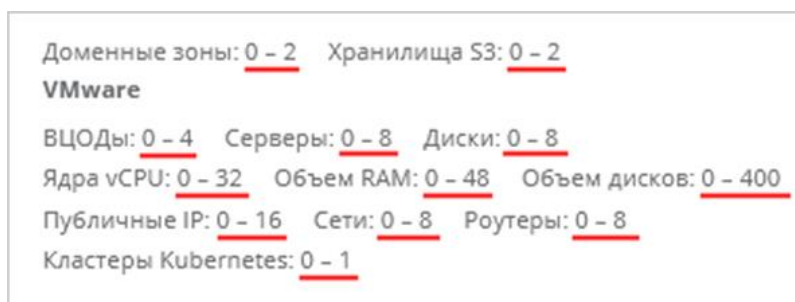 Доменные зоны: 0 – 2 Хранилища S3: 0 – 2
VMware
ВЦОДы: 0 – 4 Серверы: 0 – 8 Диски: 0 – 8
Ядра vCPU: 0 – 32 Объем RAM: 0 – 48 Объем дисков: 0 – 400
Публичные IP: 0 – 16 Сети: 0 – 8 Роутеры: 0 – 8
Кластеры Kubernetes: 0 – 1